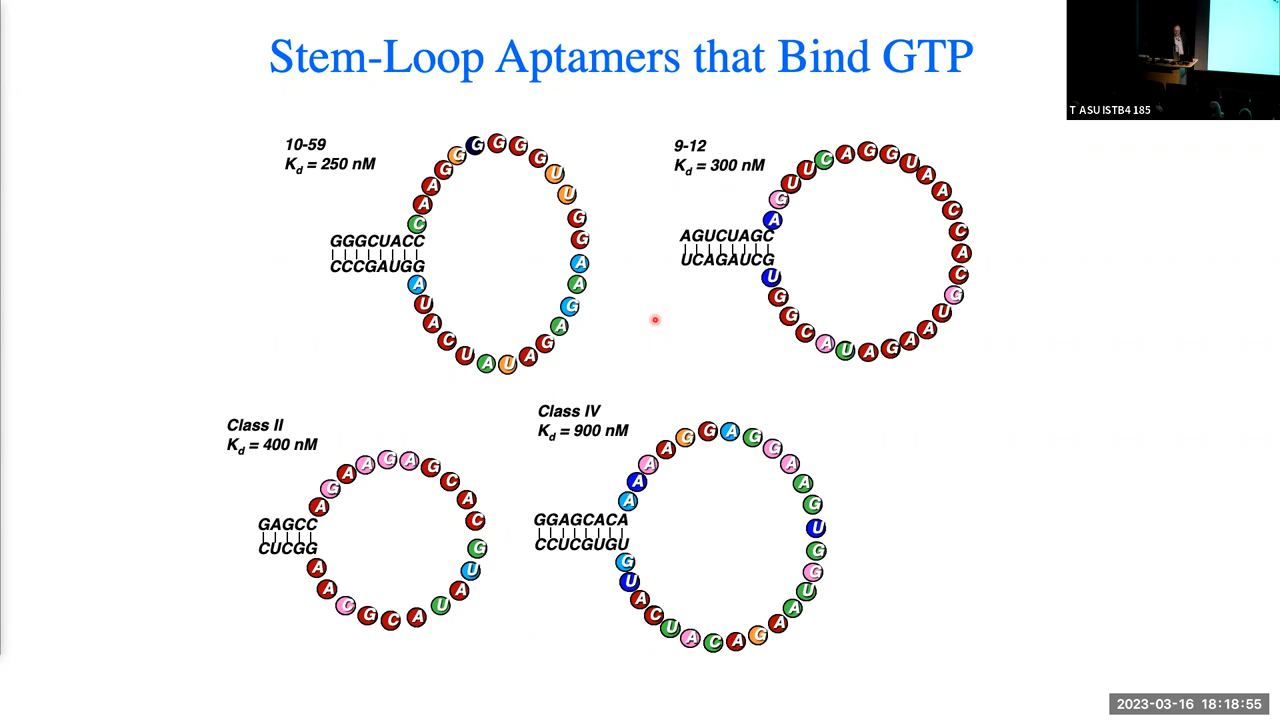 Stem-Loop Aptamers that Bind GTP
T ASU ISTB4 185
10-59
Kd = 250 nM
GGGCUACC
CCCGAUGG
C A A G C G G G G U U G G A A G A G A U A U C A U A
9-12
Kd = 300 nM
AGUCUAGC
UCAGAUCG
A G U U C A G G U A A C C A C G U A A G A U A C G G U
Class II
Kd = 400 nM
GAGCC
CUCGG
A G A A G A G C A C G U A U A C G C A A
Class IV
Kd = 900 nM
GGAGCACA
CCUCGUGU
A A A A G G A G G A A G U G G U A A G A C A U C A U G
2023-03-16 18:18:55